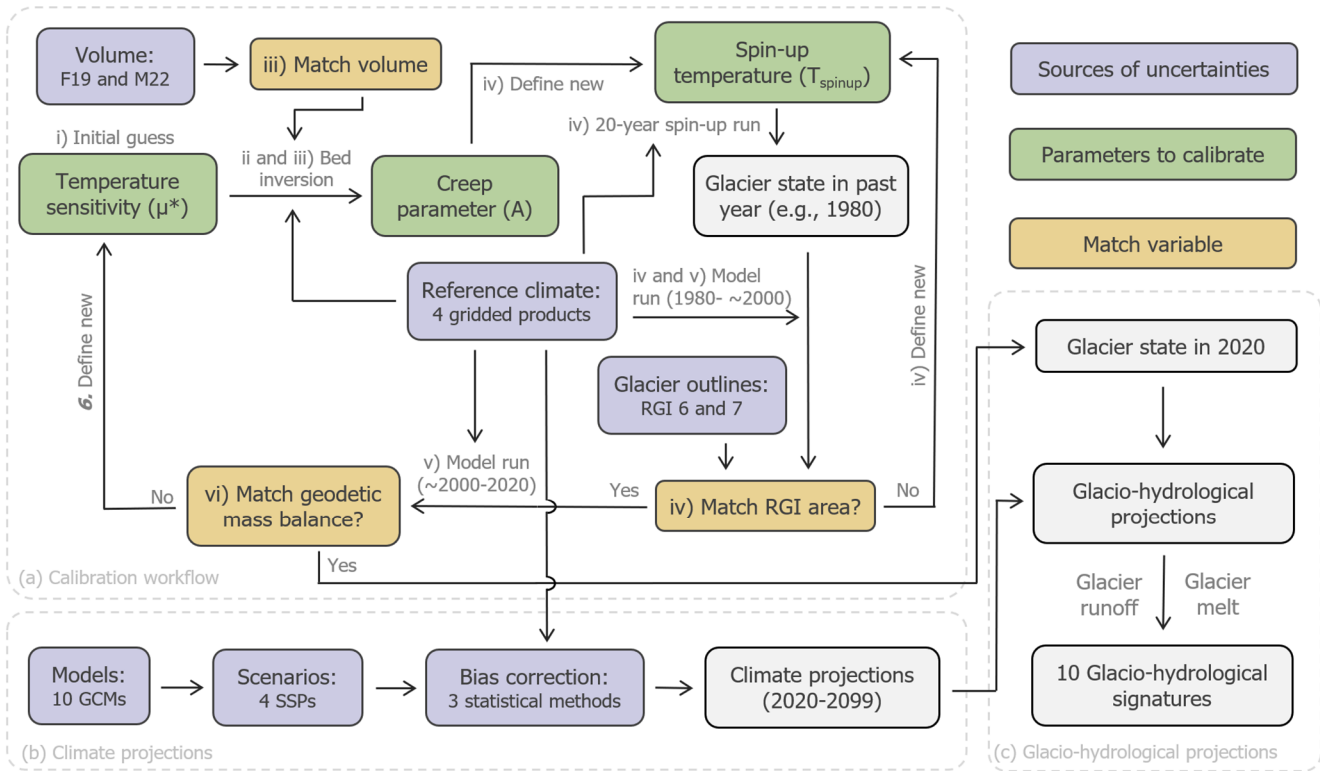 Volume:
F19 and M22
iii) Match volume
iv) Define new
Spin-up
temperature (Tspinup)
i) Initial guess
Temperature
sensitivity (μ*)
ii and iii) Bed
inversion
Creep
parameter (A)
iv) 20-year spin-up run
Glacier state in past
year (e.g., 1980)
Reference climate:
4 gridded products
iv and v) Model
run (1980- ~2000)
iv) Define new
6. Define new
Glacier outlines:
RGI 6 and 7
v) Model run
(~2000-2020)
No
vi) Match geodetic
mass balance?
Yes
iv) Match RGI area?
No
Yes
(a) Calibration workflow
Models:
10 GCMs
Scenarios:
4 SSPs
Bias correction:
3 statistical methods
Climate projections
(2020-2099)
(b) Climate projections
Sources of uncertainties
Parameters to calibrate
Match variable
Glacier state in 2020
Glacio-hydrological
projections
Glacier
runoff
Glacier
melt
10 Glacio-hydrological
signatures
(c) Glacio-hydrological projections